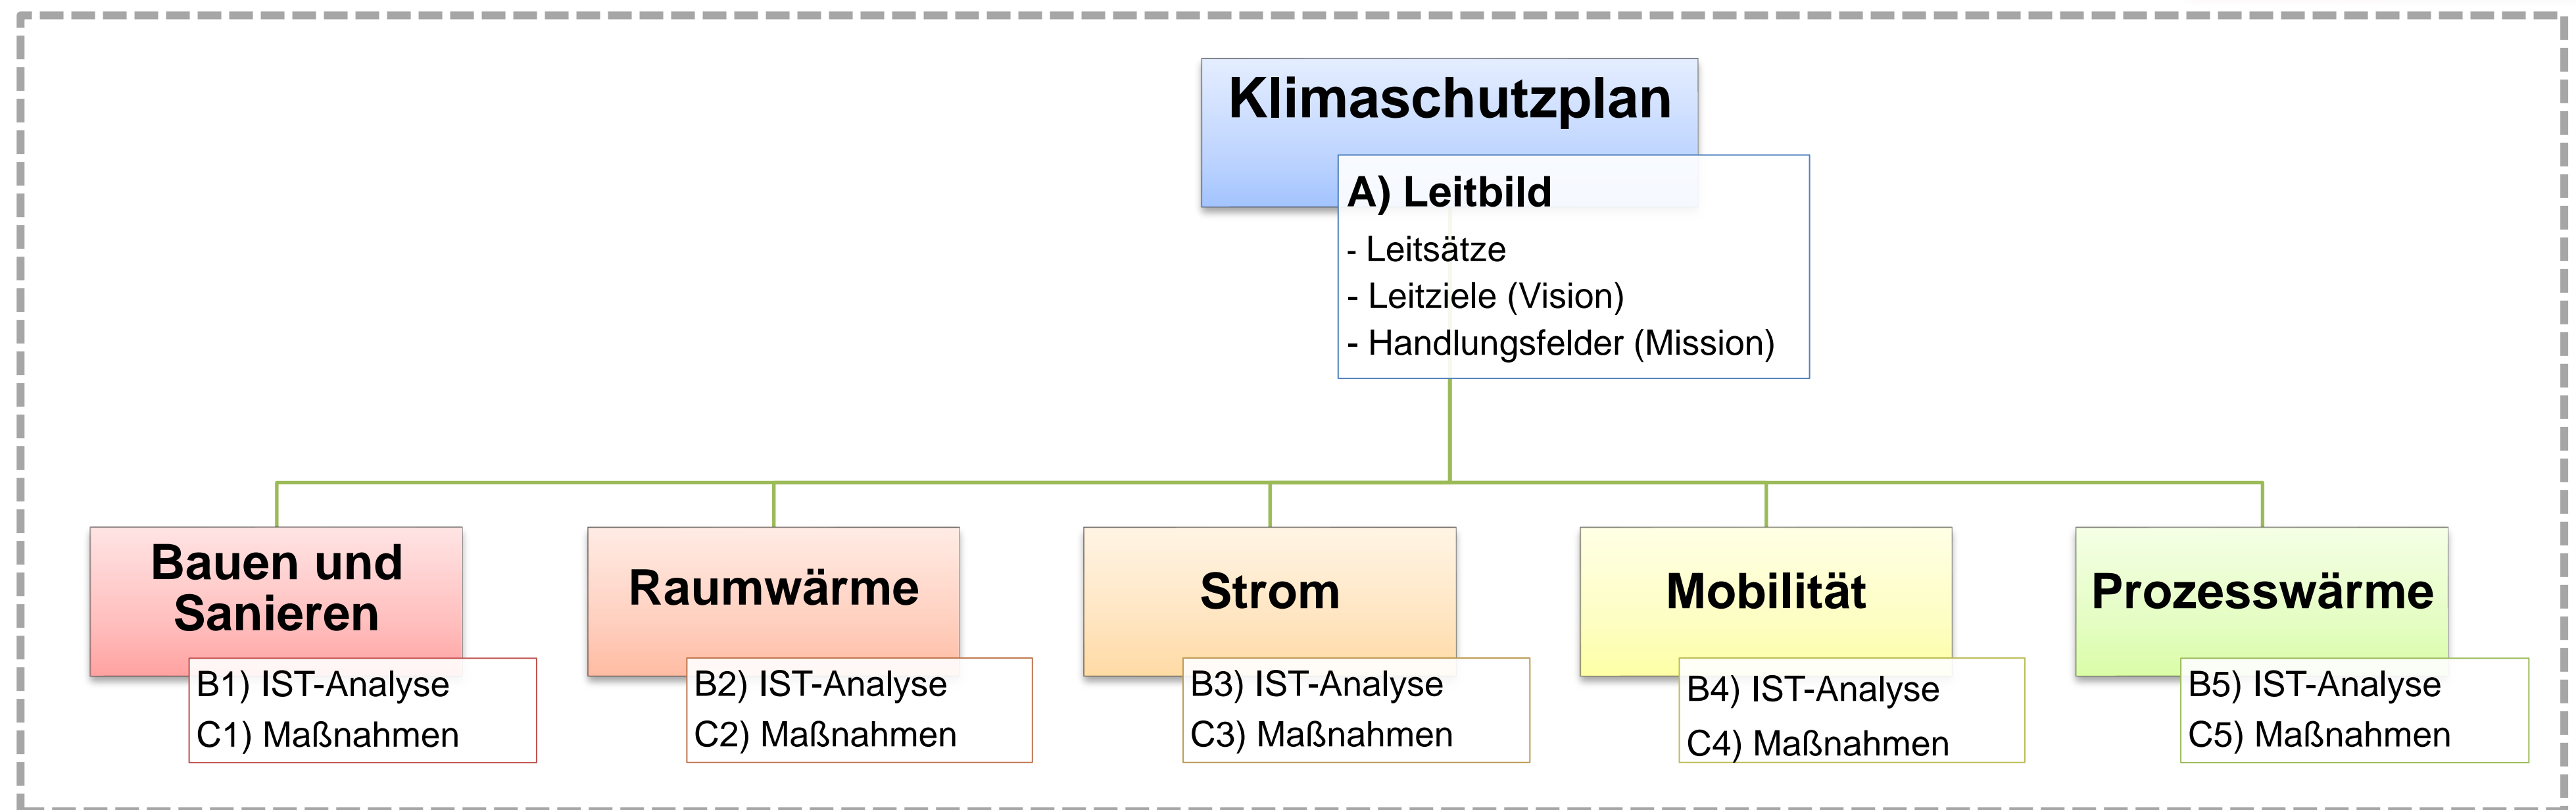 Klimaschutzplan
A) Leitbild
- Leitsätze
- Leitziele (Vision)
- Handlungsfelder (Mission)
Bauen und
Sanieren
B1) IST-Analyse
C1) Maßnahmen
Raumwärme
B2) IST-Analyse
C2) Maßnahmen
Strom
B3) IST-Analyse
C3) Maßnahmen
Mobilität
B4) IST-Analyse
C4) Maßnahmen
Prozesswärme
B5) IST-Analyse
C5) Maßnahmen